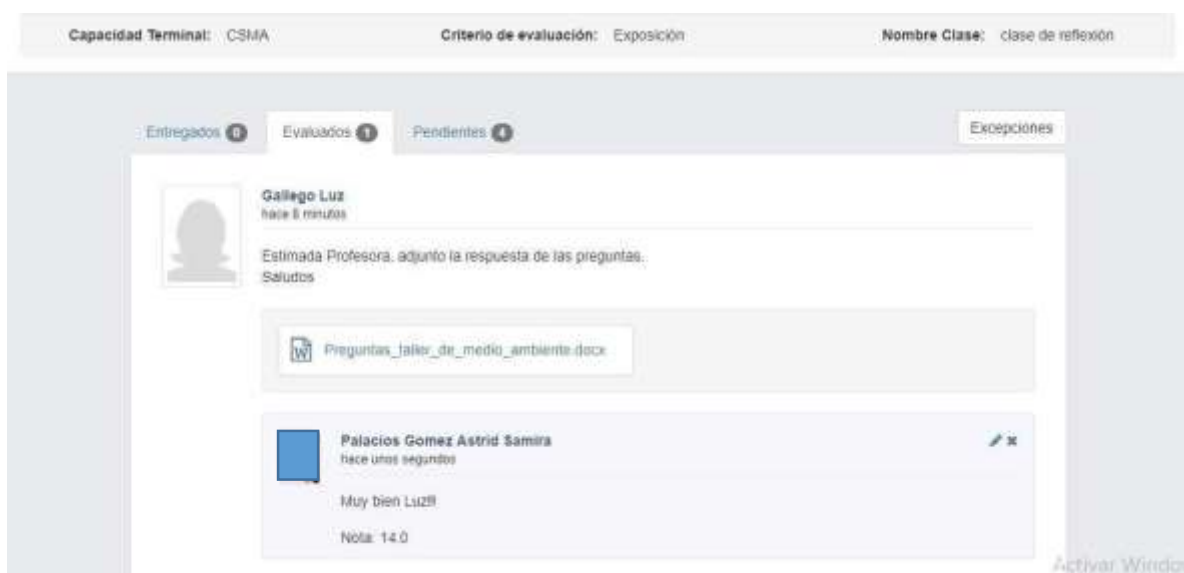 Capacidad Terminal: CSMA Criterio de evaluación: Exposición Nombre Clase: clase de reflexión
Entregados 0 Evaluados 1 Pendientes 4 Excepciones
Gallego Luz
hace 8 minutos
Estimada Profesora, adjunto la respuesta de las preguntas.
Saludos
Preguntas_taller_de_medio_ambiente.docx
Palacios Gomez Astrid Samira
hace unos segundos
Muy bien Luz!!!
Nota: 14.0
Activar Window